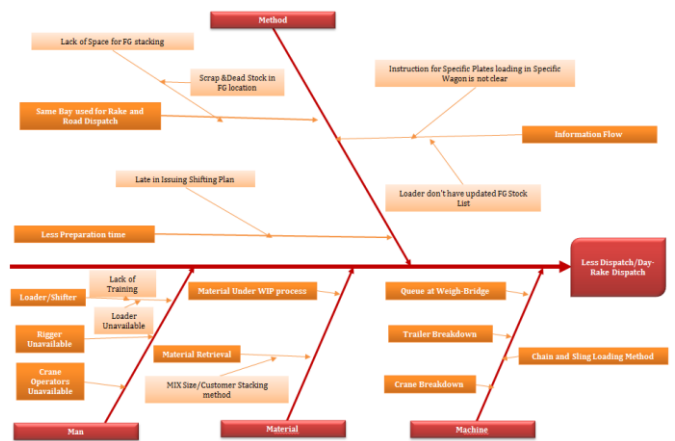 Method
Lack of Space for FG stacking
Scrap &Dead Stock in
FG location
Instruction for Specific Plates loading in Specific
Wagon is not clear
Same Bay used for Rake and
Road Dispatch
Information Flow
Late in Issuing Shifting Plan
Loader don't have updated FG Stock
List
Less Preparation time
Less Dispatch/Day-
Rake Dispatch
Lack of
Training
Loader/Shifter
Loader
Unavailable
Material Under WIP process
Queue at Weigh-Bridge
Rigger
Unavailable
Trailer Breakdown
Material Retrieval
Chain and Sling Loading Method
Crane
Operators
Unavailable
MIX Size/Customer Stacking
method
Crane Breakdown
Man
Material
Machine